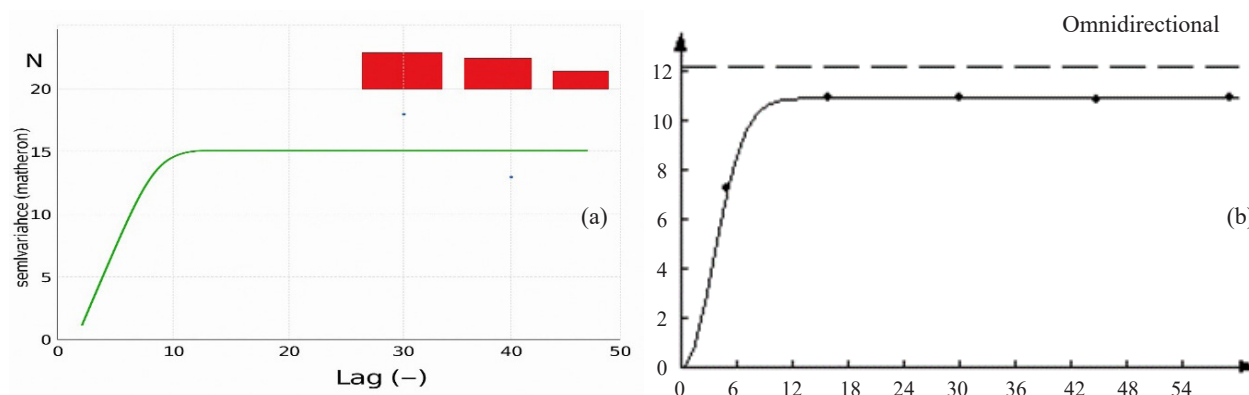 N
20
15
10
5
0
semlvariahce (matheron)
0 10 20 30 40 50
Lag (−)
(a)
Omnidirectional
12
10
8
6
4
2
0
0 6 12 18 24 30 36 42 48 54
(b)